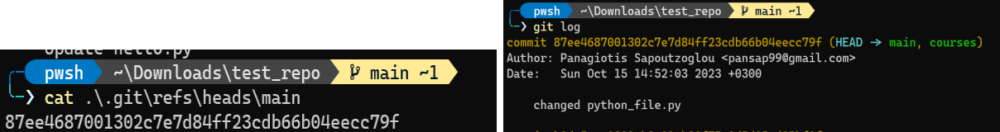 update hello.py
pwsh ~\Downloads\test_repo main ~1
❯ cat .\.git\refs\heads\main
87ee4687001302c7e7d84ff23cdb66b04eecc79f
pwsh ~\Downloads\test_repo main ~1
❯ git log
commit 87ee4687001302c7e7d84ff23cdb66b04eecc79f (HEAD -> main, courses)
Author: Panagiotis Sapoutzoglou <pansap99@gmail.com>
Date: Sun Oct 15 14:52:03 2023 +0300
changed python_file.py